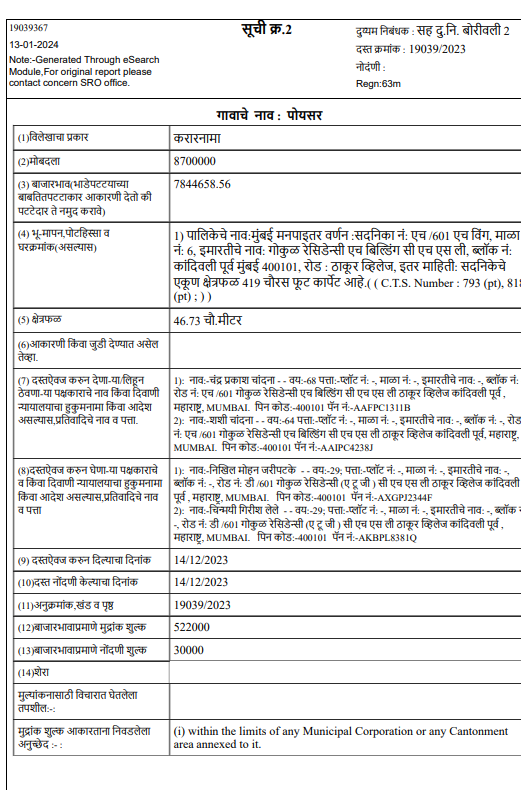 19039367
13-01-2024
Note:-Generated Through eSearch
Module,For original report please
contact concern SRO office.
सूची क्र.2
दुय्यम निबंधक : सह दु.नि. बोरीवली 2
दस्त क्रमांक : 19039/2023
नोदंणी :
Regn:63m
गावाचे नाव : पोयसर
(1)विलेखाचा प्रकार
करारनामा
(2)मोबदला
8700000
(3) बाजारभाव(भाडेपटटयाच्या
बाबतितपटटाकार आकारणी देतो की
पटटेदार ते नमुद करावे)
7844658.56
(4) भू-मापन,पोटहिस्सा व
घरक्रमांक(असल्यास)
1) पालिकेचे नाव:मुंबई मनपाइतर वर्णन :सदनिका नं: एच /601 एच विंग, माळा
नं: 6, इमारतीचे नाव: गोकुळ रेसिडेन्सी एच बिल्डिंग सी एच एस ली, ब्लॉक नं:
कांदिवली पूर्व मुंबई 400101, रोड : ठाकूर व्हिलेज, इतर माहिती: सदनिकेचे
एकूण क्षेत्रफळ 419 चौरस फूट कार्पेट आहे.( ( C.T.S. Number : 793 (pt), 818
(pt) ; ) )
(5) क्षेत्रफळ
46.73 चौ.मीटर
(6)आकारणी किंवा जुडी देण्यात असेल
तेव्हा.
(7) दस्तऐवज करुन देणा-या/लिहून
ठेवणा-या पक्षकाराचे नाव किंवा दिवाणी
न्यायालयाचा हुकुमनामा किंवा आदेश
असल्यास,प्रतिवादिचे नाव व पत्ता.
1): नाव:-चंद्र प्रकाश चांदना - - वय:-68 पत्ता:-प्लॉट नं: -, माळा नं: -, इमारतीचे नाव: -, ब्लॉक नं:
रोड नं: एच /601 गोकुळ रेसिडेन्सी एच बिल्डिंग सी एच एस ली ठाकूर व्हिलेज कांदिवली पूर्व ,
महाराष्ट्र, MUMBAI. पिन कोड:-400101 पॅन नं:-AAFPC1311B
2): नाव:-शशी चांदना - - वय:-64 पत्ता:-प्लॉट नं: -, माळा नं: -, इमारतीचे नाव: -, ब्लॉक नं: -, रोड
नं: एच /601 गोकुळ रेसिडेन्सी एच बिल्डिंग सी एच एस ली ठाकूर व्हिलेज कांदिवली पूर्व, महाराष्ट्र,
MUMBAI. पिन कोड:-400101 पॅन नं:-AAIPC4238J
(8)दस्तऐवज करुन घेणा-या पक्षकाराचे
व किंवा दिवाणी न्यायालयाचा हुकुमनामा
किंवा आदेश असल्यास,प्रतिवादिचे नाव
व पत्ता
1): नाव:-निखिल मोहन जरीपटके - - वय:-29; पत्ता:-प्लॉट नं: -, माळा नं: -, इमारतीचे नाव: -,
ब्लॉक नं: -, रोड नं: डी /601 गोकुळ रेसिडेन्सी (ए टू जी ) सी एच एस ली ठाकूर व्हिलेज कांदिवली
पूर्व , महाराष्ट्र, MUMBAI. पिन कोड:-400101 पॅन नं:-AXGPJ2344F
2): नाव:-चिन्मयी गिरीश लेले - - वय:-29; पत्ता:-प्लॉट नं: -, माळा नं: -, इमारतीचे नाव: -, ब्लॉक नं:
-, रोड नं: डी /601 गोकुळ रेसिडेन्सी (ए टू जी ) सी एच एस ली ठाकूर व्हिलेज कांदिवली पूर्व ,
महाराष्ट्र, MUMBAI. पिन कोड:-400101 पॅन नं:-AKBPL8381Q
(9) दस्तऐवज करुन दिल्याचा दिनांक
14/12/2023
(10)दस्त नोंदणी केल्याचा दिनांक
14/12/2023
(11)अनुक्रमांक,खंड व पृष्ठ
19039/2023
(12)बाजारभावाप्रमाणे मुद्रांक शुल्क
522000
(13)बाजारभावाप्रमाणे नोंदणी शुल्क
30000
(14)शेरा
मुल्यांकनासाठी विचारात घेतलेला
तपशील:-:
मुद्रांक शुल्क आकारताना निवडलेला
अनुच्छेद :- :
(i) within the limits of any Municipal Corporation or any Cantonment
area annexed to it.